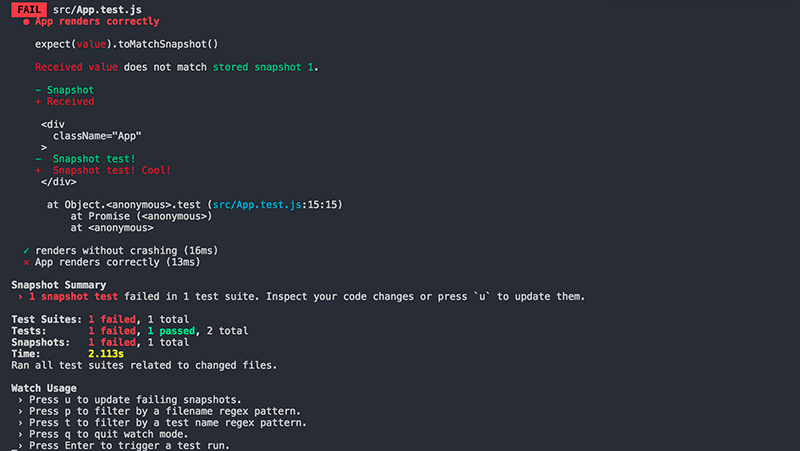 FAIL src/App.test.js
● App renders correctly
expect(value).toMatchSnapshot()
Received value does not match stored snapshot 1.
- Snapshot
+ Received
<div
className="App"
>
- Snapshot test!
+ Snapshot test! Cool!
</div>
at Object.<anonymous>.test (src/App.test.js:15:15)
at Promise (<anonymous>)
at <anonymous>
✓ renders without crashing (16ms)
✕ App renders correctly (13ms)
Snapshot Summary
› 1 snapshot test failed in 1 test suite. Inspect your code changes or press `u` to update them.
Test Suites: 1 failed, 1 total
Tests: 1 failed, 1 passed, 2 total
Snapshots: 1 failed, 1 total
Time: 2.113s
Ran all test suites related to changed files.
Watch Usage
› Press u to update failing snapshots.
› Press p to filter by a filename regex pattern.
› Press t to filter by a test name regex pattern.
› Press q to quit watch mode.
› Press Enter to trigger a test run.